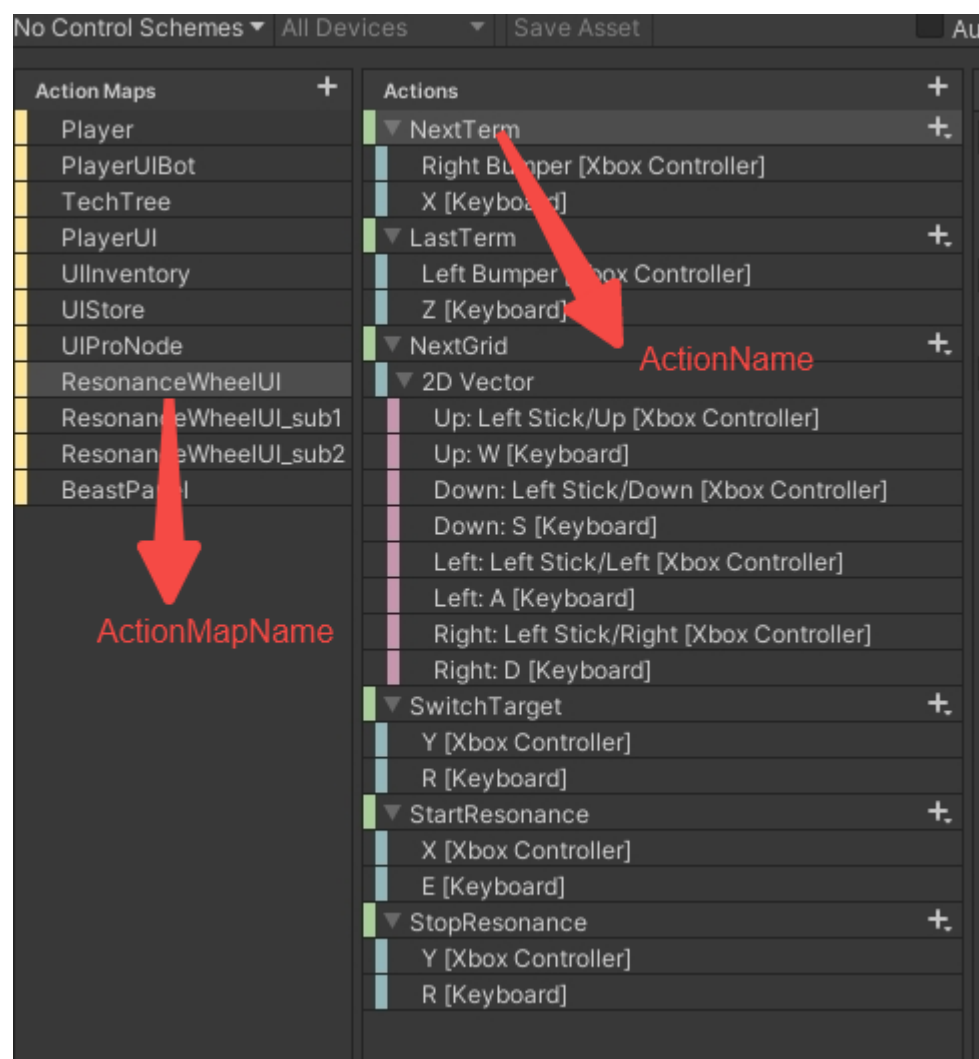 No Control Schemes All Devices Save Asset Au
Action Maps
Player
PlayerUIBot
TechTree
PlayerUI
UIInventory
UIStore
UIProNode
ResonanceWheelUI
ResonanceWheelUI_sub1
ResonanceWheelUI_sub2
BeastPanel
ActionMapName
Actions
NextTerm
Right Bumper [Xbox Controller]
X [Keyboard]
LastTerm
Left Bumper [Xbox Controller]
Z [Keyboard]
NextGrid
ActionName
2D Vector
Up: Left Stick/Up [Xbox Controller]
Up: W [Keyboard]
Down: Left Stick/Down [Xbox Controller]
Down: S [Keyboard]
Left: Left Stick/Left [Xbox Controller]
Left: A [Keyboard]
Right: Left Stick/Right [Xbox Controller]
Right: D [Keyboard]
SwitchTarget
Y [Xbox Controller]
R [Keyboard]
StartResonance
X [Xbox Controller]
E [Keyboard]
StopResonance
Y [Xbox Controller]
R [Keyboard]